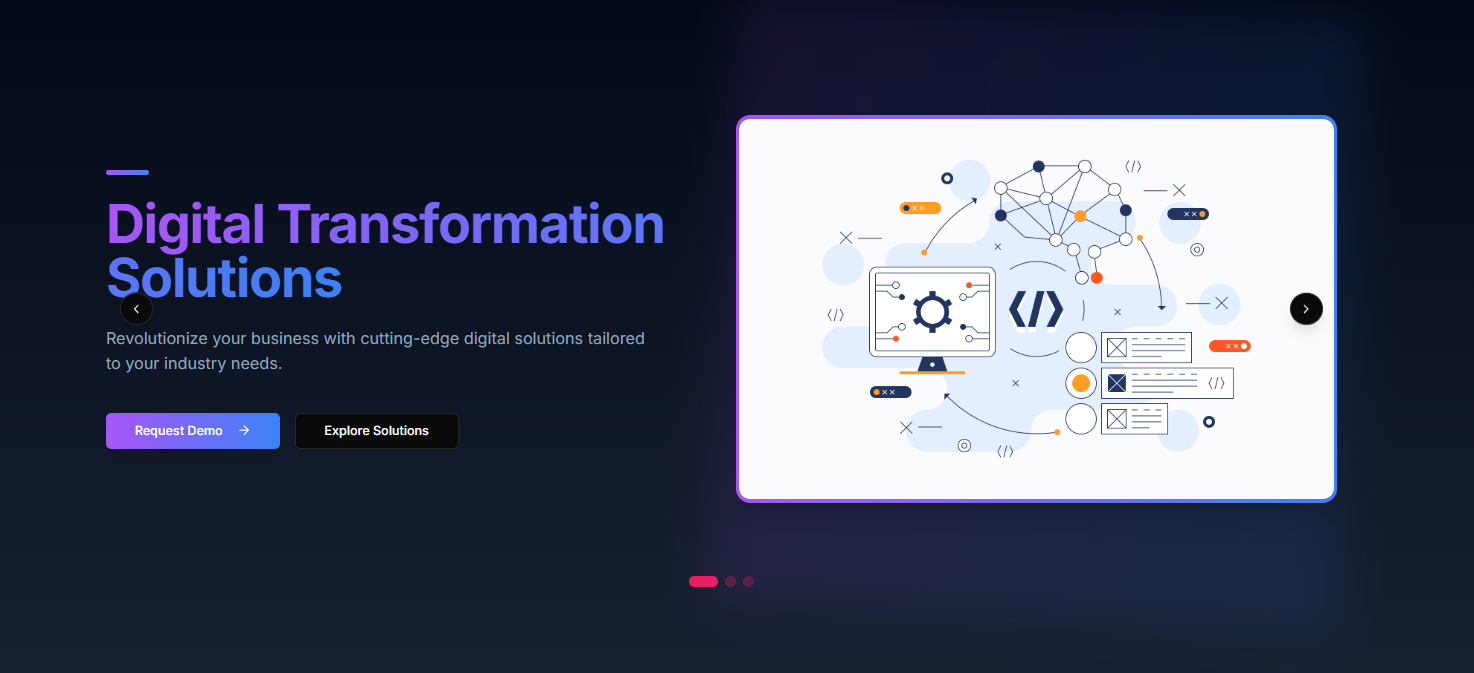 Digital Transformation
Solutions
Revolutionize your business with cutting-edge digital solutions tailored
to your industry needs.
Request Demo
Explore Solutions